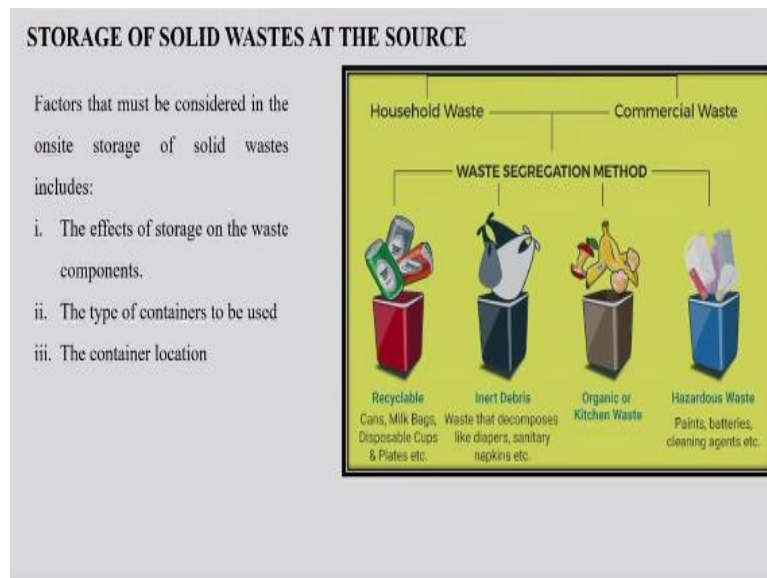 STORAGE OF SOLID WASTES AT THE SOURCE
Factors that must be considered in the
onsite storage of solid wastes
includes:
i. The effects of storage on the waste
components.
ii. The type of containers to be used
iii. The container location
Household Waste
Commercial Waste
WASTE SEGREGATION METHOD
Recyclable
Cans, Milk Bags,
Disposable Cups
& Plates etc.
Inert Debris
Waste that decomposes
like diapers, sanitary
napkins etc.
Organic or
Kitchen Waste
Hazardous Waste
Paints, batteries,
cleaning agents etc.